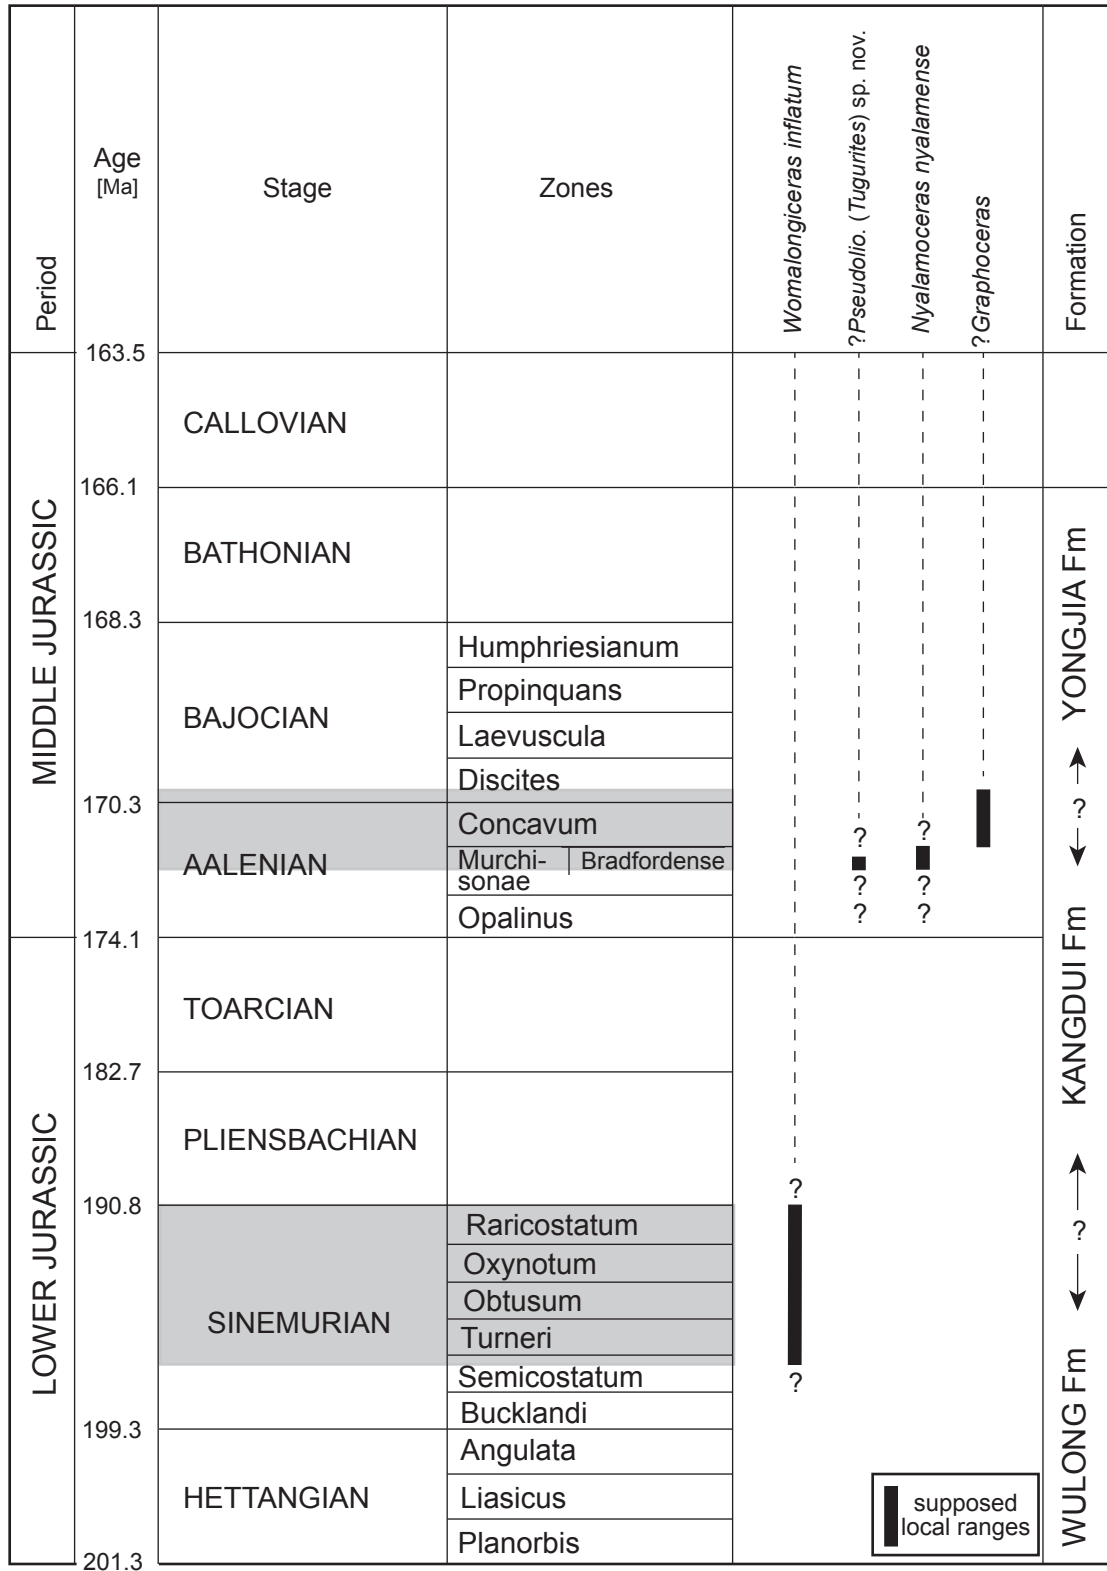 Period
Age
[Ma]
Stage
Zones
Womalongiceras inflatum
?Pseudolio. (Tugurites) sp. nov.
Nyalamoceras nyalamense
?Graphoceras
Formation
163.5
MIDDLE JURASSIC
CALLOVIAN
166.1
BATHONIAN
168.3
BAJOCIAN
Humphriesianum
Propinquans
Laevuscula
Discites
170.3
AALENIAN
Concavum
Murchi-
sonae
Bradfordense
Opalinus
? ?
? ?
? ?
YONGJIA Fm
?
KANGDUI Fm
174.1
LOWER JURASSIC
TOARCIAN
182.7
PLIENSBACHIAN
?
190.8
SINEMURIAN
Raricostatum
Oxynotum
Obtusum
Turneri
Semicostatum
Bucklandi
?
?
WULONG Fm
199.3
HETTANGIAN
Angulata
Liasicus
Planorbis
201.3
supposed
local ranges